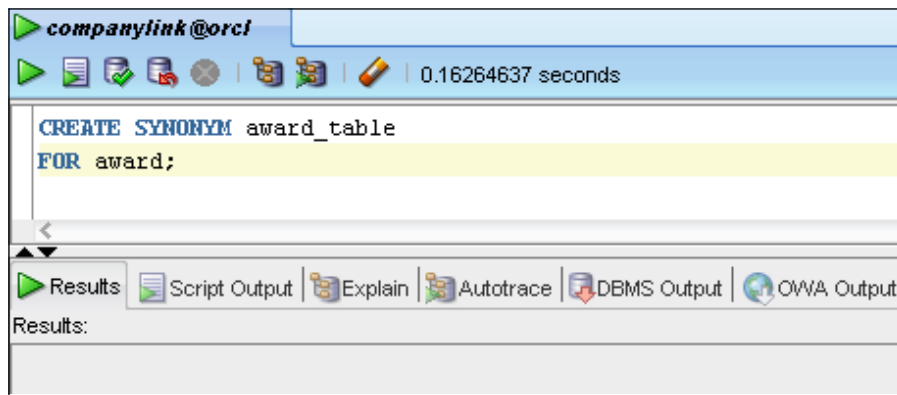 companylink@orcl
0.16264637 seconds
CREATE SYNONYM award_table
FOR award;
Results Script Output Explain Autotrace DBMS Output OWA Output
Results: